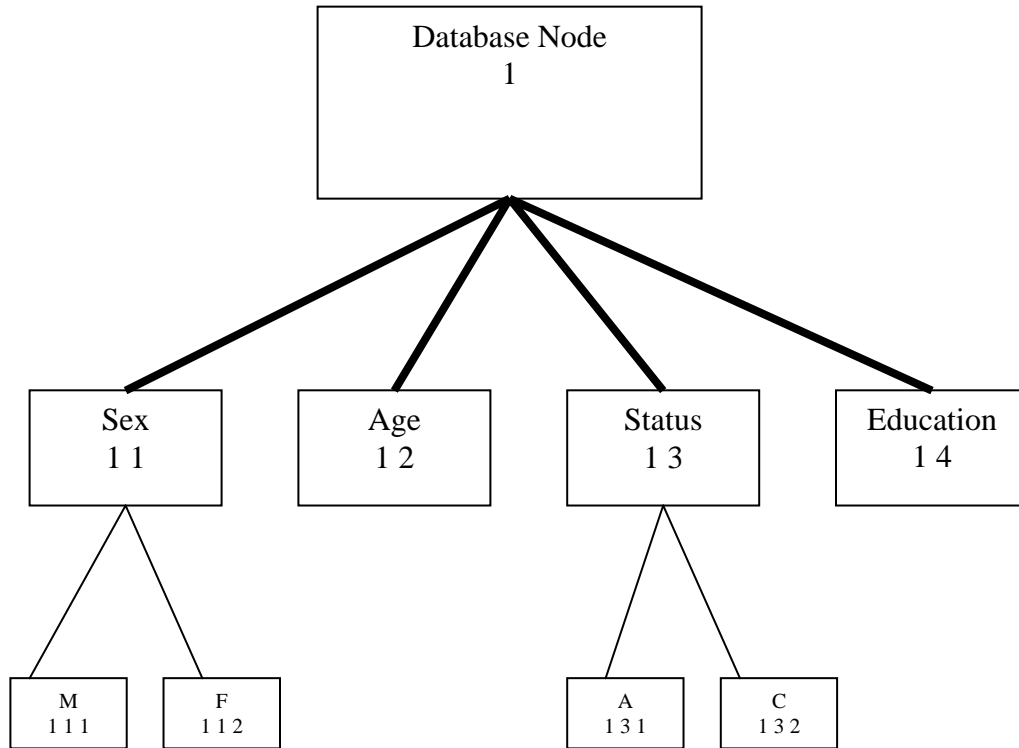 Database Node
1
Sex
1 1
Age
1 2
Status
1 3
Education
1 4
M
1 1 1
F
1 1 2
A
1 3 1
C
1 3 2